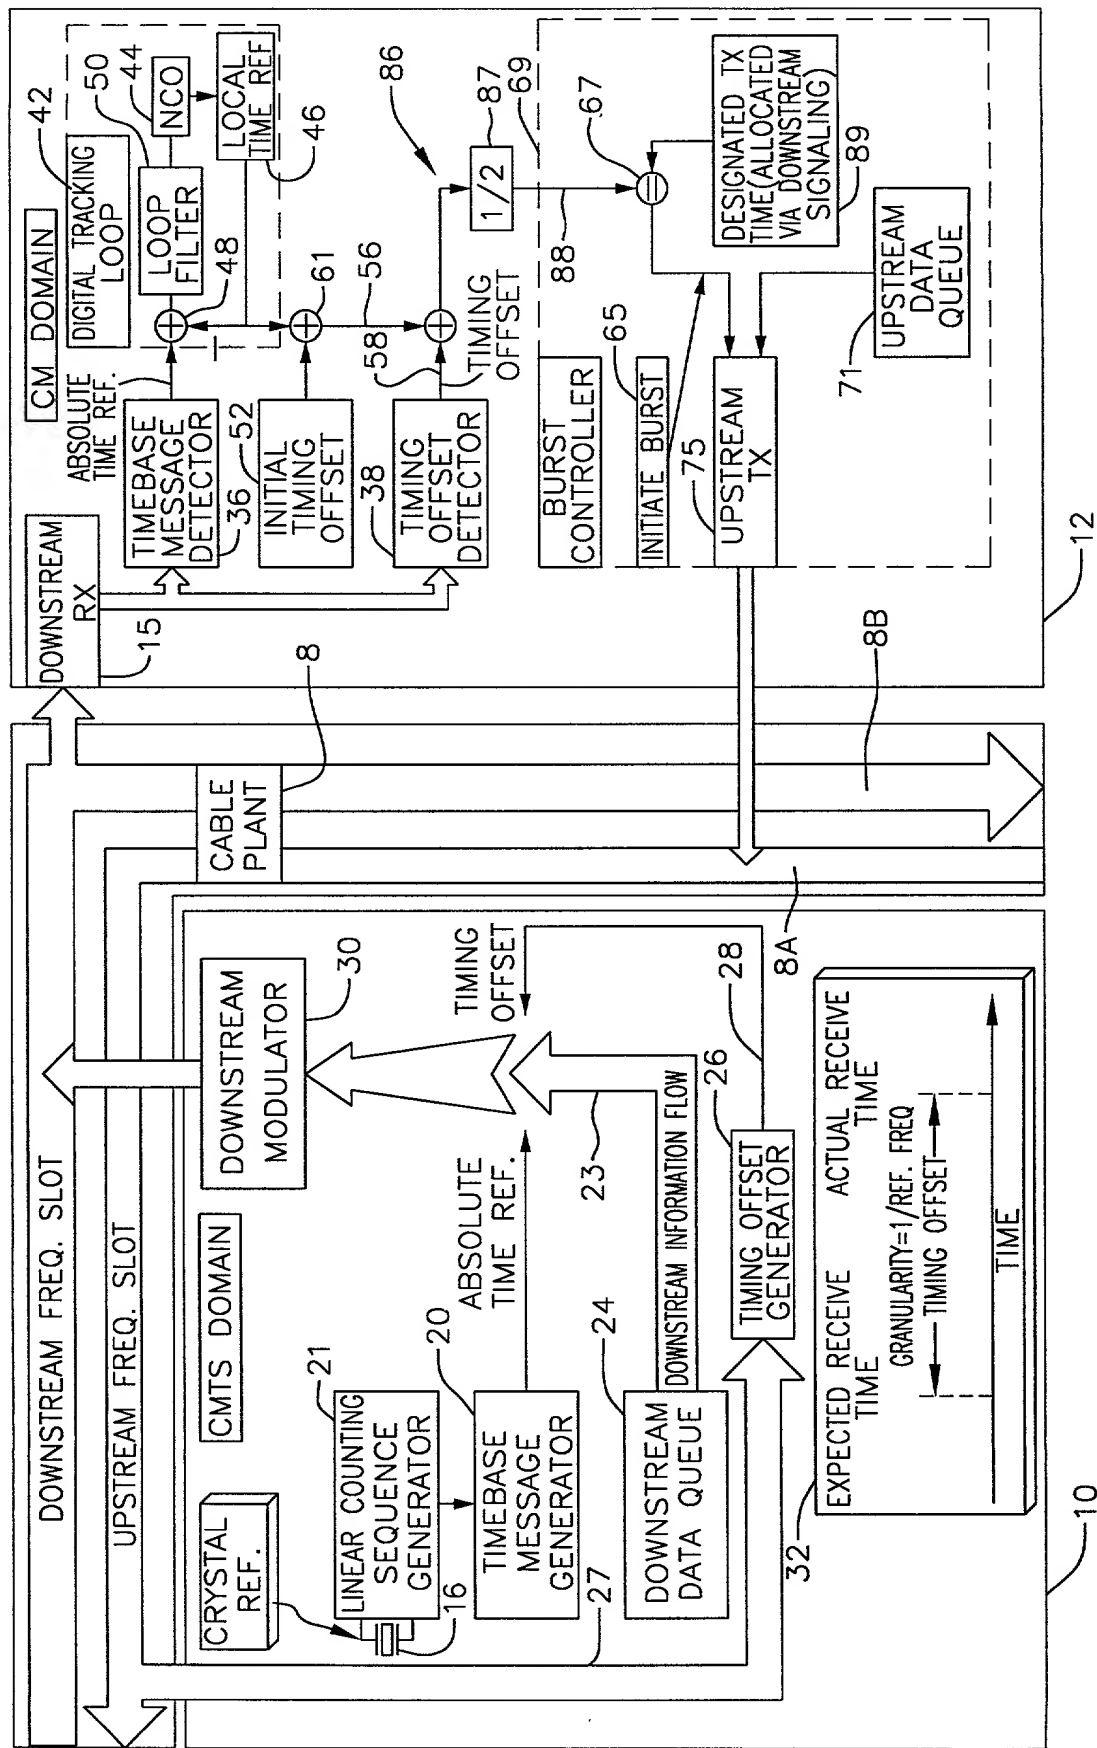 DOWNSTREAM FREQ. SLOT
UPSTREAM FREQ. SLOT
CRYSTAL
REF.
CMTS DOMAIN
21
LINEAR COUNTING
SEQUENCE
GENERATOR
16
20
TIMEBASE
MESSAGE
GENERATOR
ABSOLUTE
TIME REF.
24
DOWNSTREAM
DATA QUEUE
DOWNSTREAM INFORMATION FLOW
23
27
DOWNSTREAM
MODULATOR
30
TIMING
OFFSET
26
28
TIMING OFFSET
GENERATOR
32
EXPECTED RECEIVE
TIME
ACTUAL RECEIVE
TIME
GRANULARITY=1/REF. FREQ
TIMING OFFSET
TIME
10
CABLE
PLANT
8
8A
8B
DOWNSTREAM
RX
15
CM DOMAIN
42
DIGITAL TRACKING
LOOP
50
LOOP
FILTER
44
NCO
LOCAL
TIME REF
46
48
ABSOLUTE
TIME REF.
TIMEBASE
MESSAGE
DETECTOR
36
52
INITIAL
TIMING
OFFSET
61
56
38
TIMING
OFFSET
DETECTOR
58
TIMING
OFFSET
86
87
1/2
88
69
67
BURST
CONTROLLER
65
INITIATE BURST
75
UPSTREAM
TX
DESIGNATED TX
TIME(ALLOCATED
VIA DOWNSTREAM
SIGNALING)
89
71
UPSTREAM
DATA
QUEUE
12